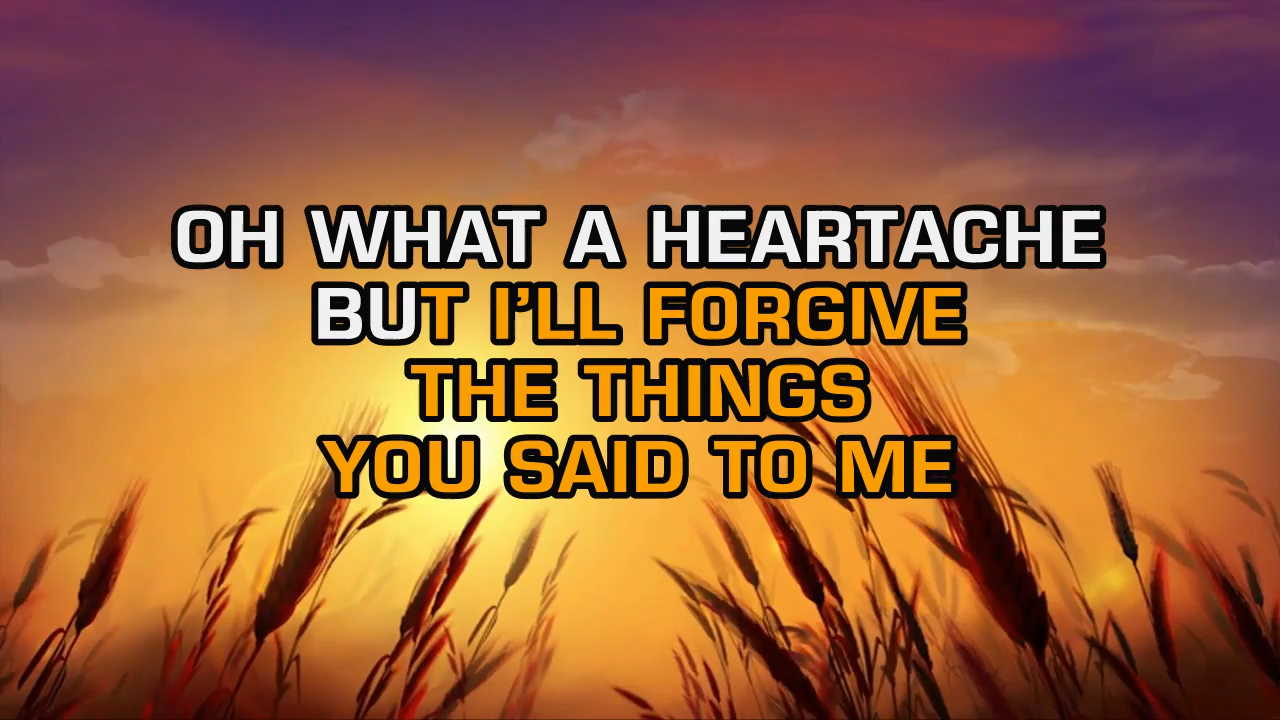 OH WHAT A HEARTACHE
BUT I’LL FORGIVE
THE THINGS
YOU SAID TO ME